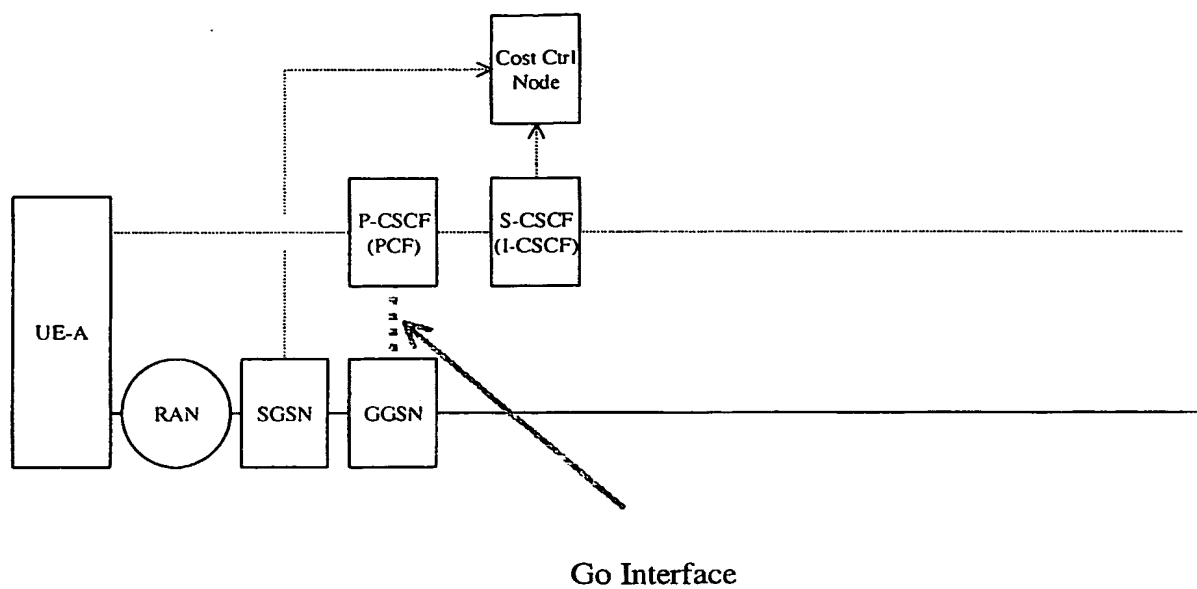 Cost Ctrl
Node
P-CSCF
(PCF)
S-CSCF
(I-CSCF)
UE-A
RAN
SGSN
GGSN
Go Interface